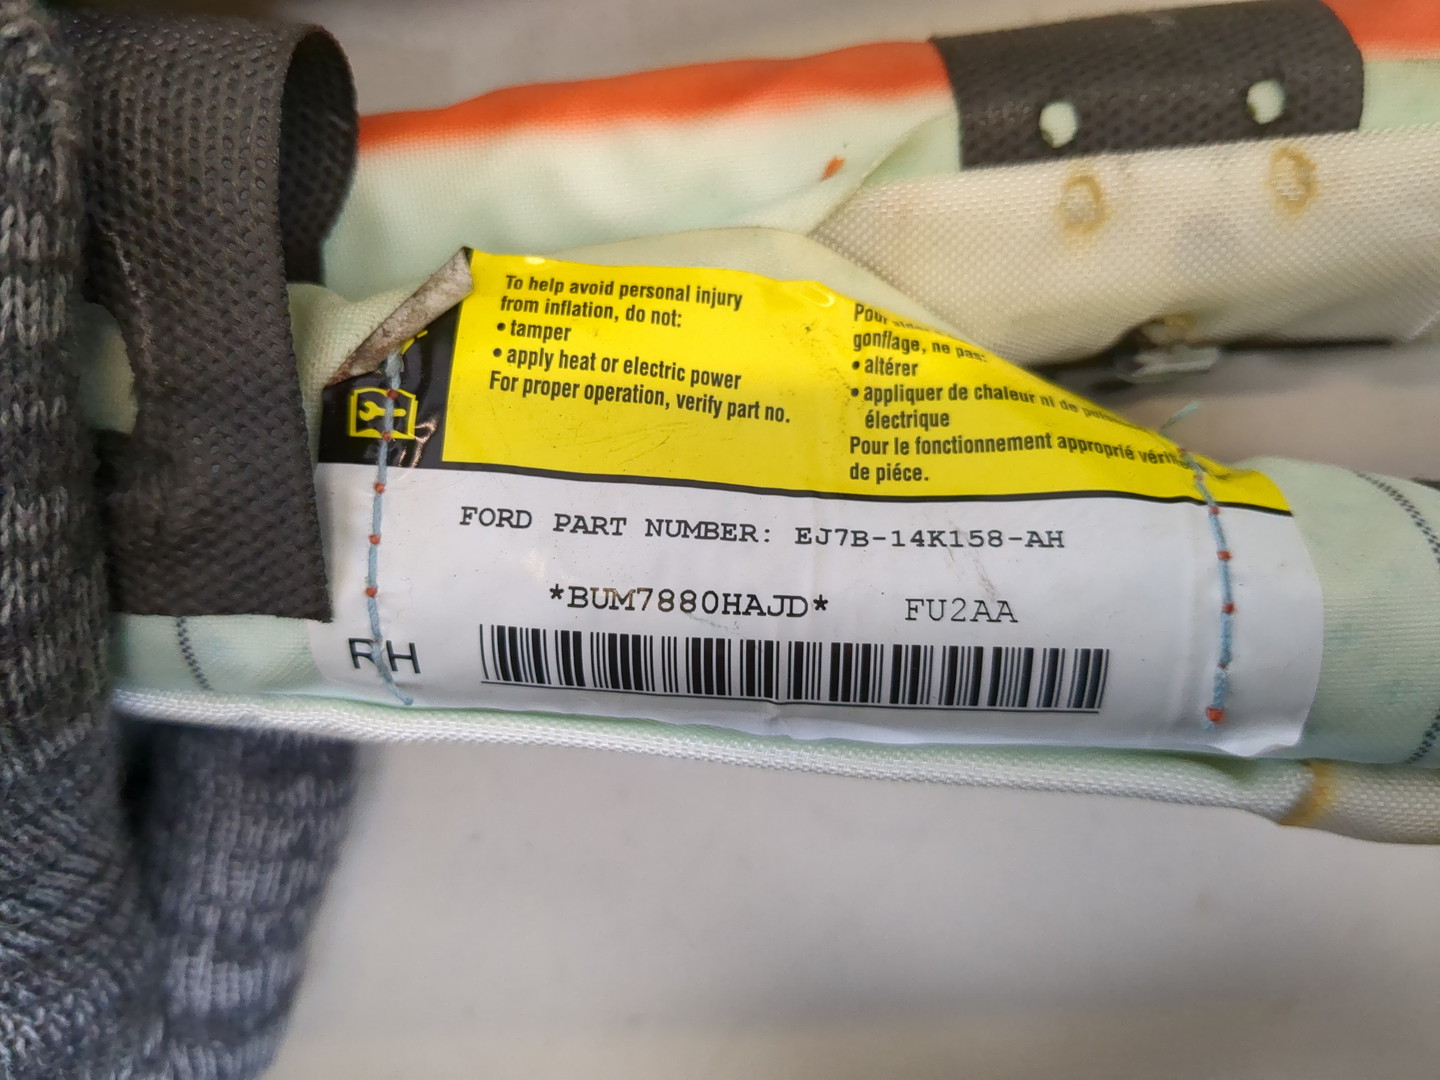 To help avoid personal injury
from inflation, do not:
• tamper
• apply heat or electric power
For proper operation, verify part no.
Pour
gonflage, ne pas:
• altérer
• appliquer de chaleur ni de
électrique
Pour le fonctionnement approprié
de piéce.
FORD PART NUMBER: EJ7B-14K158-AH
*BUM7880HAJD* FU2AA
RH